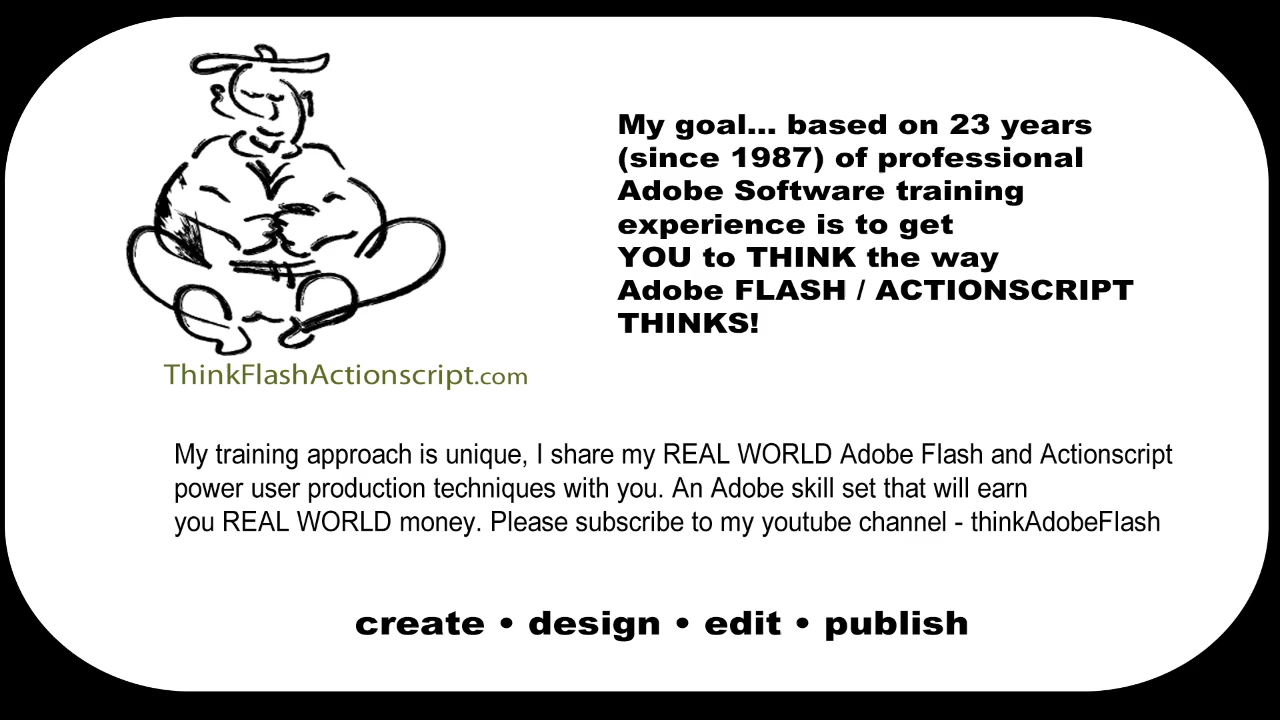 My goal... based on 23 years
(since 1987) of professional
Adobe Software training
experience is to get
YOU to THINK the way
Adobe FLASH / ACTIONSCRIPT
THINKS!
ThinkFlashActionscript.com
My training approach is unique, I share my REAL WORLD Adobe Flash and Actionscript
power user production techniques with you. An Adobe skill set that will earn
you REAL WORLD money. Please subscribe to my youtube channel - thinkAdobeFlash
create • design • edit • publish